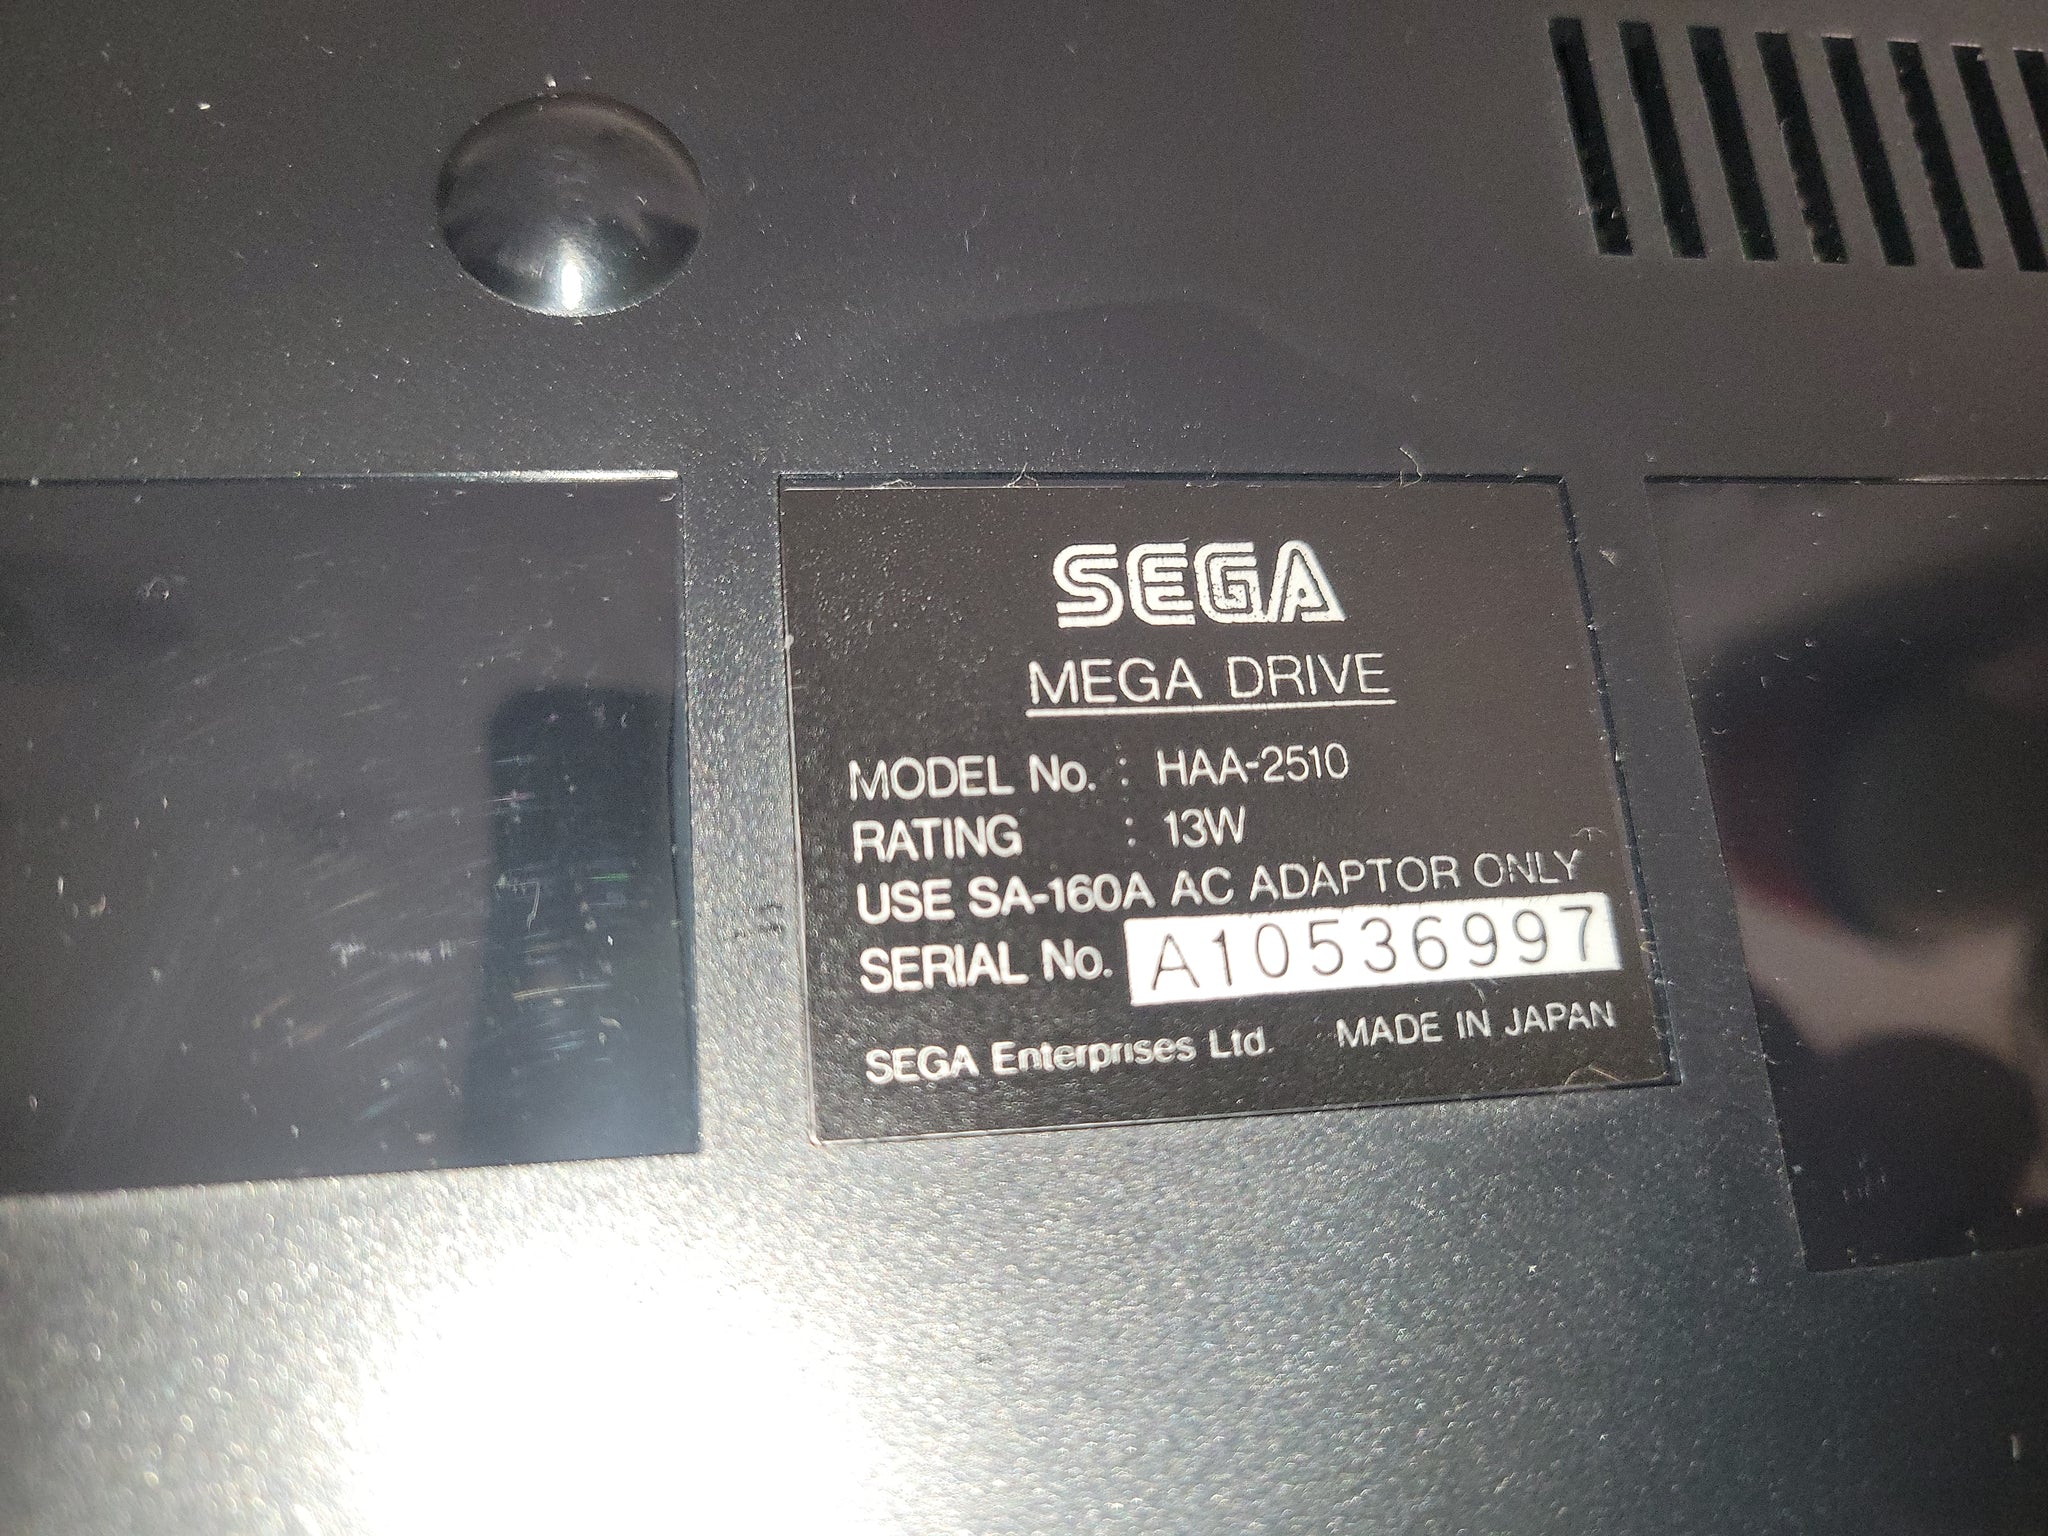 SEGA
MEGA DRIVE
MODEL No. : HAA-2510
RATING : 13W
USE SA-160A AC ADAPTOR ONLY
SERIAL No. A10536997
SEGA Enterprises Ltd. MADE IN JAPAN